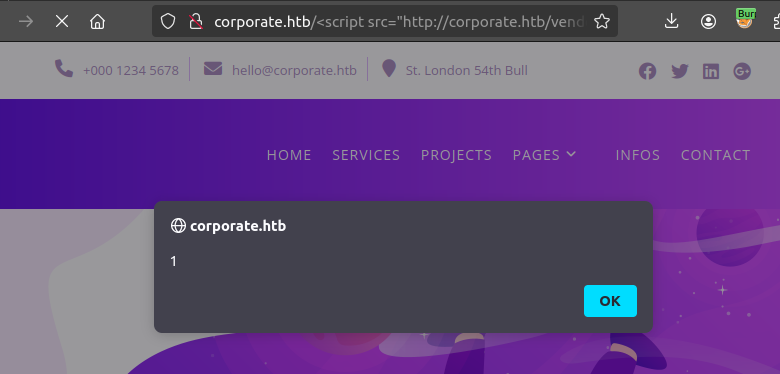 corporate.htb/<script src="http://corporate.htb/vend
Burp
+000 1234 5678 hello@corporate.htb St. London 54th Bull
HOME SERVICES PROJECTS PAGES INFOS CONTACT
corporate.htb
1
OK